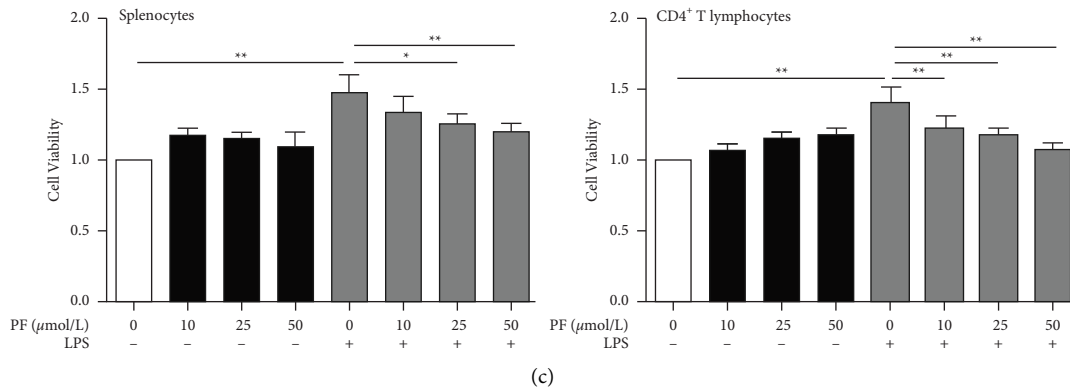 Splenocytes
2.0
1.5
1.0
0.5
0.0
Cell Viability
**
**
*
PF (μmol/L) 0 10 25 50 0 10 25 50
LPS – – – – + + + +
CD4+ T lymphocytes
2.0
1.5
1.0
0.5
0.0
Cell Viability
**
**
**
**
PF (μmol/L) 0 10 25 50 0 10 25 50
LPS – – – – + + + +
(c)